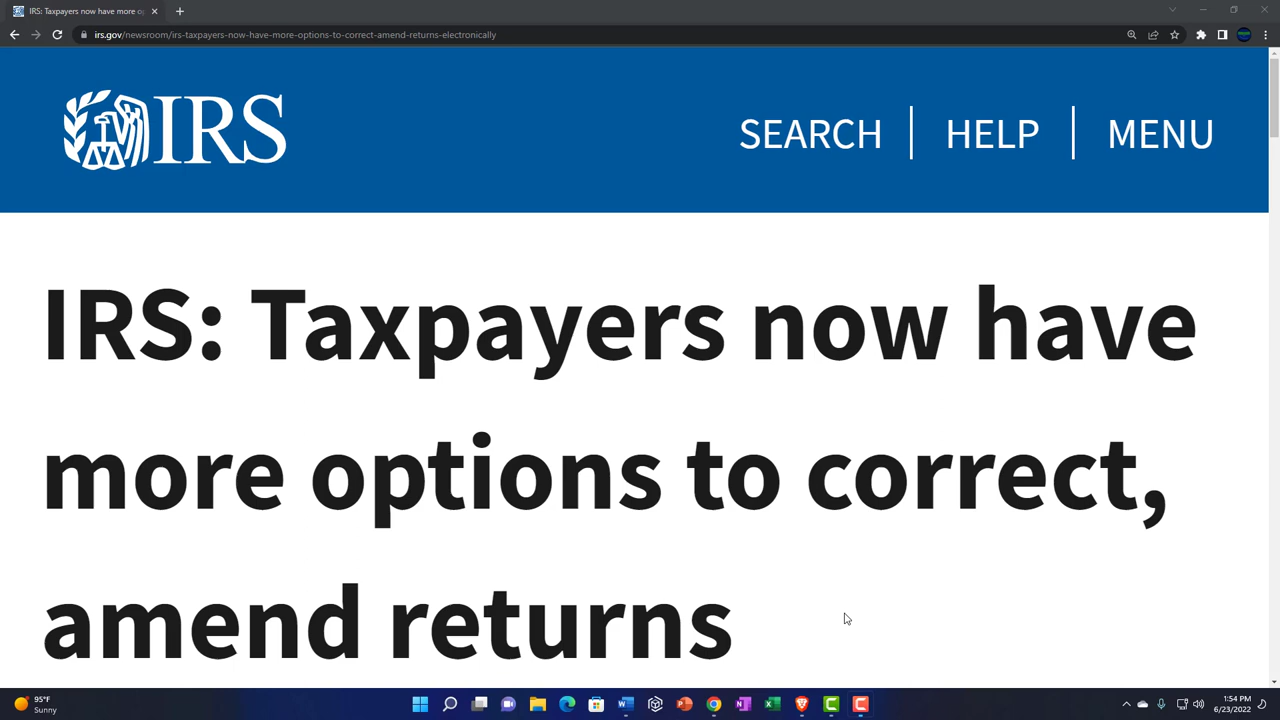 IRS: Taxpayers now have more o
irs.gov/newsroom/irs-taxpayers-now-have-more-options-to-correct-amend-returns-electronically
IRS
SEARCH
HELP
MENU
IRS: Taxpayers now have
more options to correct,
amend returns
95°F
Sunny
1:54 PM
6/23/2022